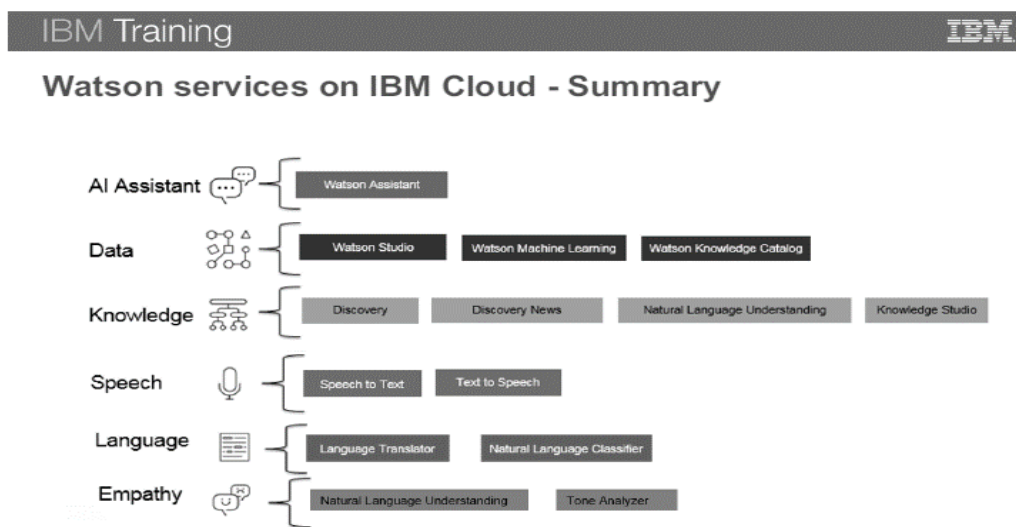 IBM Training IBM
Watson services on IBM Cloud - Summary
AI Assistant Watson Assistant
Data Watson Studio Watson Machine Learning Watson Knowledge Catalog
Knowledge Discovery Discovery News Natural Language Understanding Knowledge Studio
Speech Speech to Text Text to Speech
Language Language Translator Natural Language Classifier
Empathy Natural Language Understanding Tone Analyzer